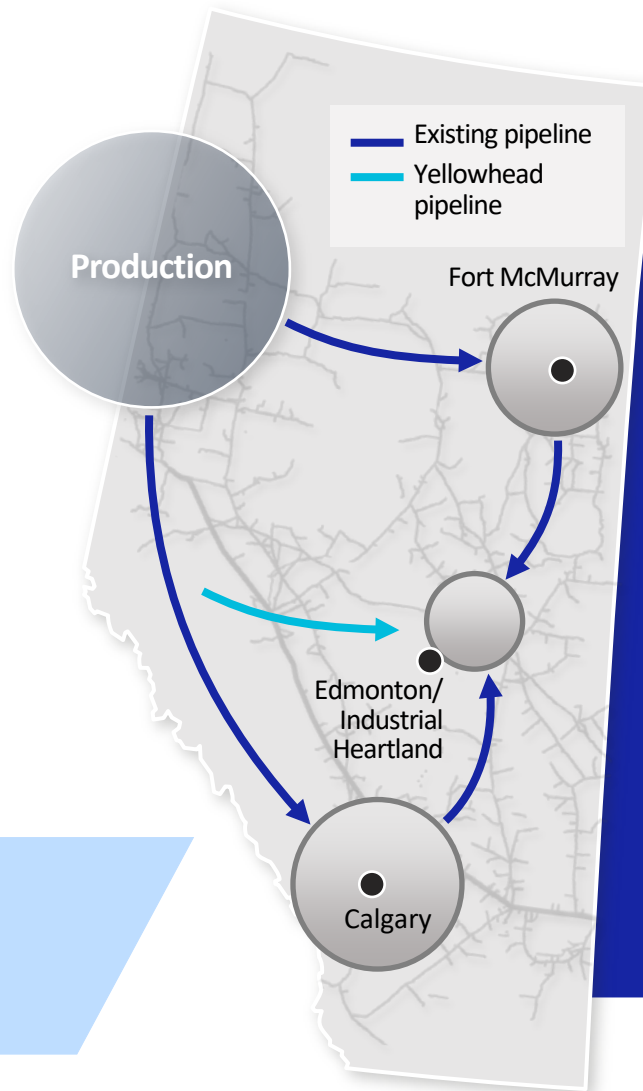 Existing pipeline
Yellowhead
pipeline
Production
Fort McMurray
Edmonton/
Industrial
Heartland
Calgary